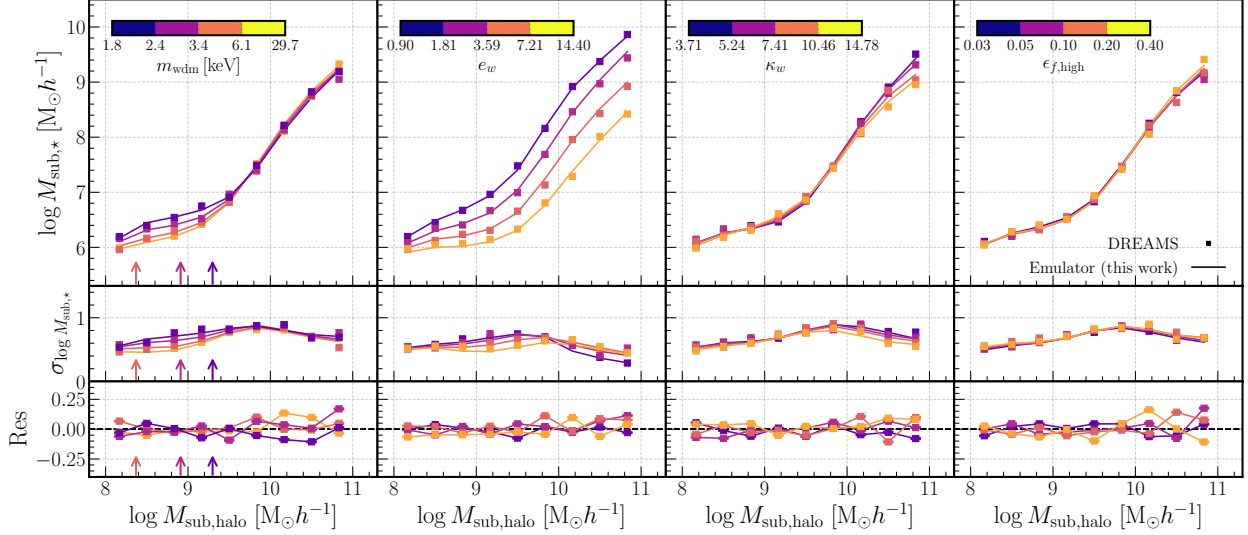 1.8 2.4 3.4 6.1 29.7
m_wdm [keV]
0.90 1.81 3.59 7.21 14.40
e_w
3.71 5.24 7.41 10.46 14.78
κ_w
0.03 0.05 0.10 0.20 0.40
ϵ_f,high
log M_sub,⋆ [M_⊙h⁻¹]
10
9
8
7
6
DREAMS
Emulator (this work)
σ_log M_sub,⋆
1
0
Res
0.25
0.00
−0.25
8 9 10 11
8 9 10 11
8 9 10 11
8 9 10 11
log M_sub,halo [M_⊙h⁻¹]
log M_sub,halo [M_⊙h⁻¹]
log M_sub,halo [M_⊙h⁻¹]
log M_sub,halo [M_⊙h⁻¹]